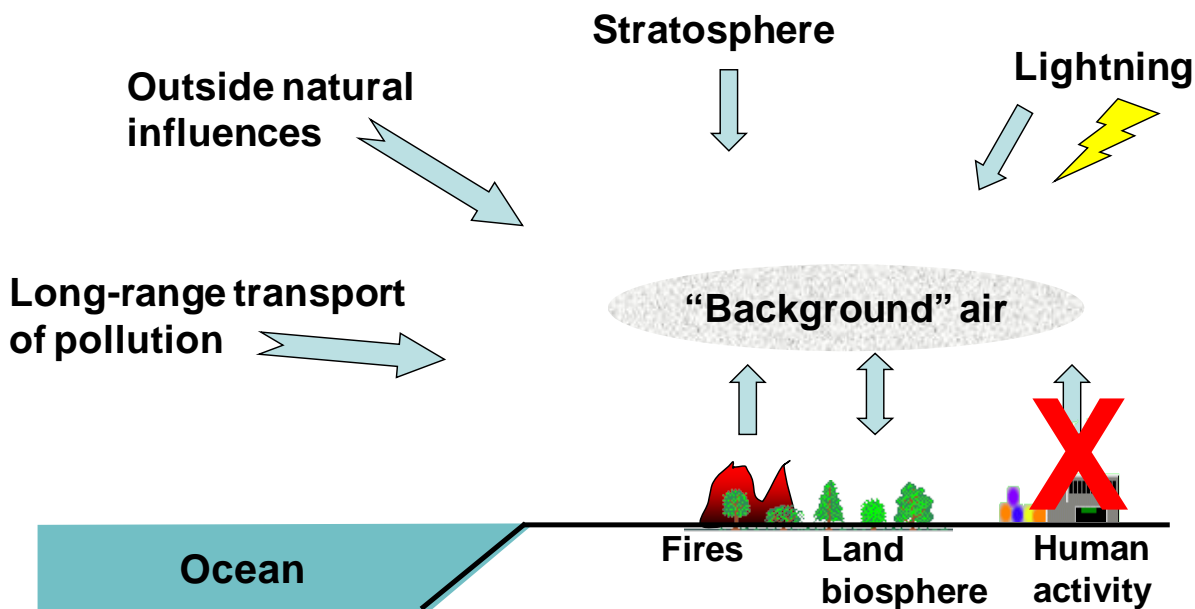 Stratosphere
Lightning
Outside natural
influences
Long-range transport
of pollution
“Background” air
X
Ocean
Fires
Land
biosphere
Human
activity